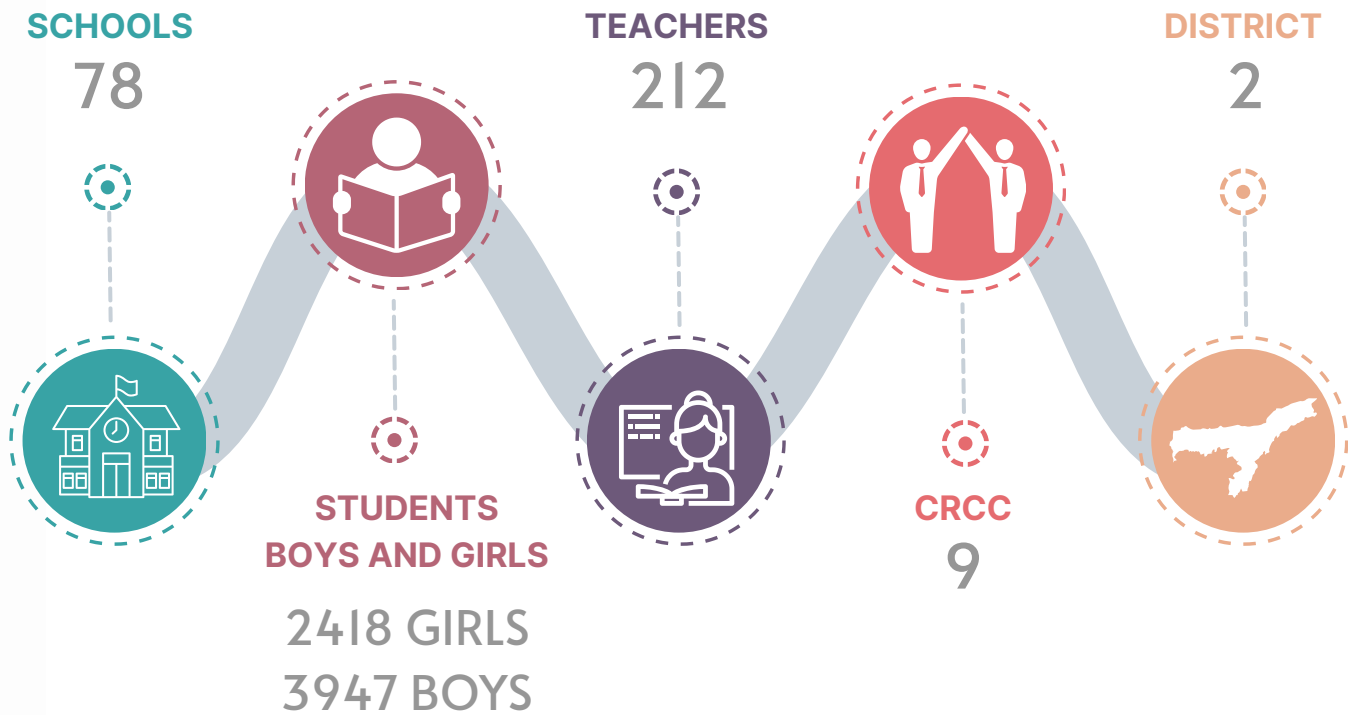 SCHOOLS
78
STUDENTS
BOYS AND GIRLS
2418 GIRLS
3947 BOYS
TEACHERS
212
CRCC
9
DISTRICT
2